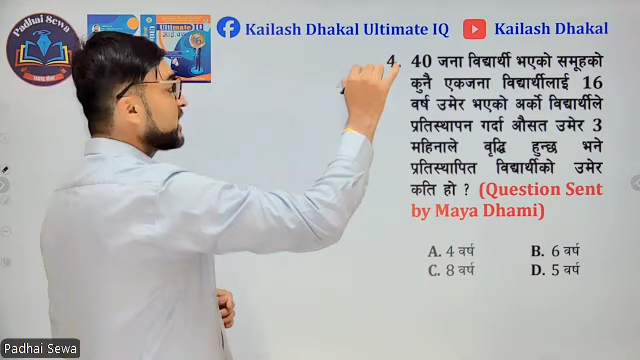 Padhai Sewa
Ultimate IQ
Kailash Dhakal Ultimate IQ
Kailash Dhakal
4. 40 जना विद्यार्थी भएको समूहको
कुनै एकजना विद्यार्थीलाई 16
वर्ष उमेर भएको अर्को विद्यार्थीले
प्रतिस्थापन गर्दा औसत उमेर 3
महिनाले वृद्धि हुन्छ भने
प्रतिस्थापित विद्यार्थीको उमेर
कति हो ? (Question Sent
by Maya Dhami)
A. 4 वर्ष B. 6 वर्ष
C. 8 वर्ष D. 5 वर्ष
Padhai Sewa